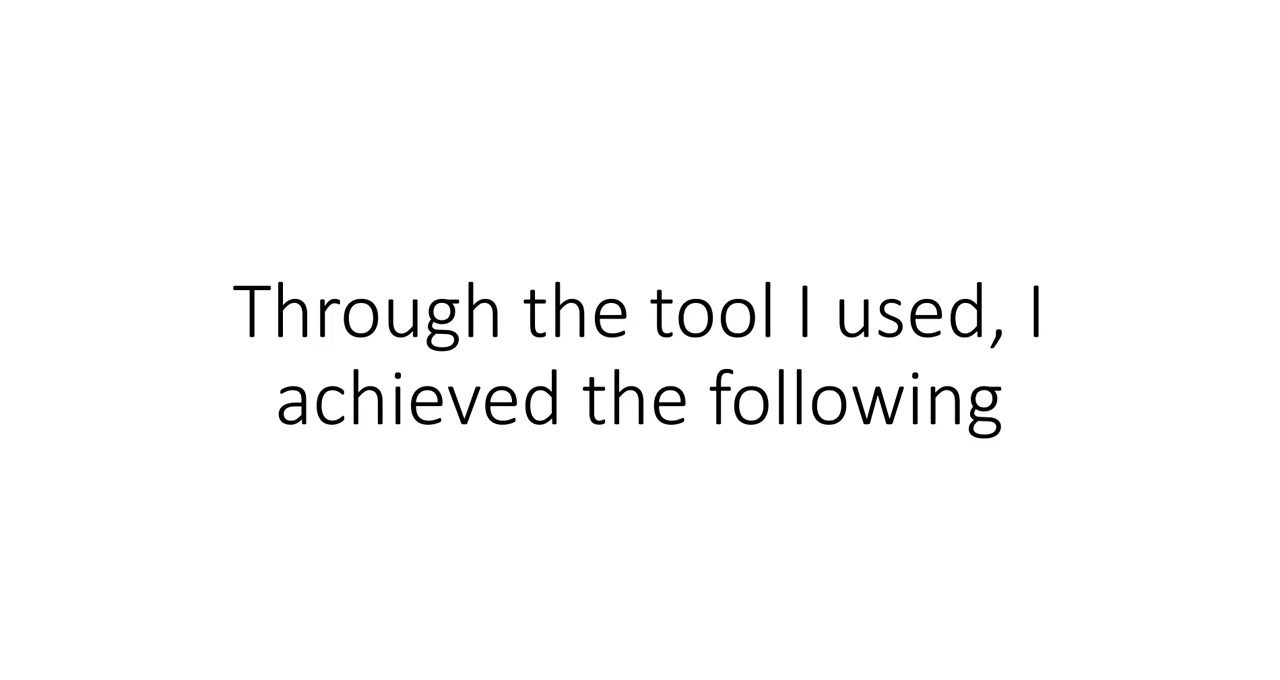 Through the tool I used, I
achieved the following